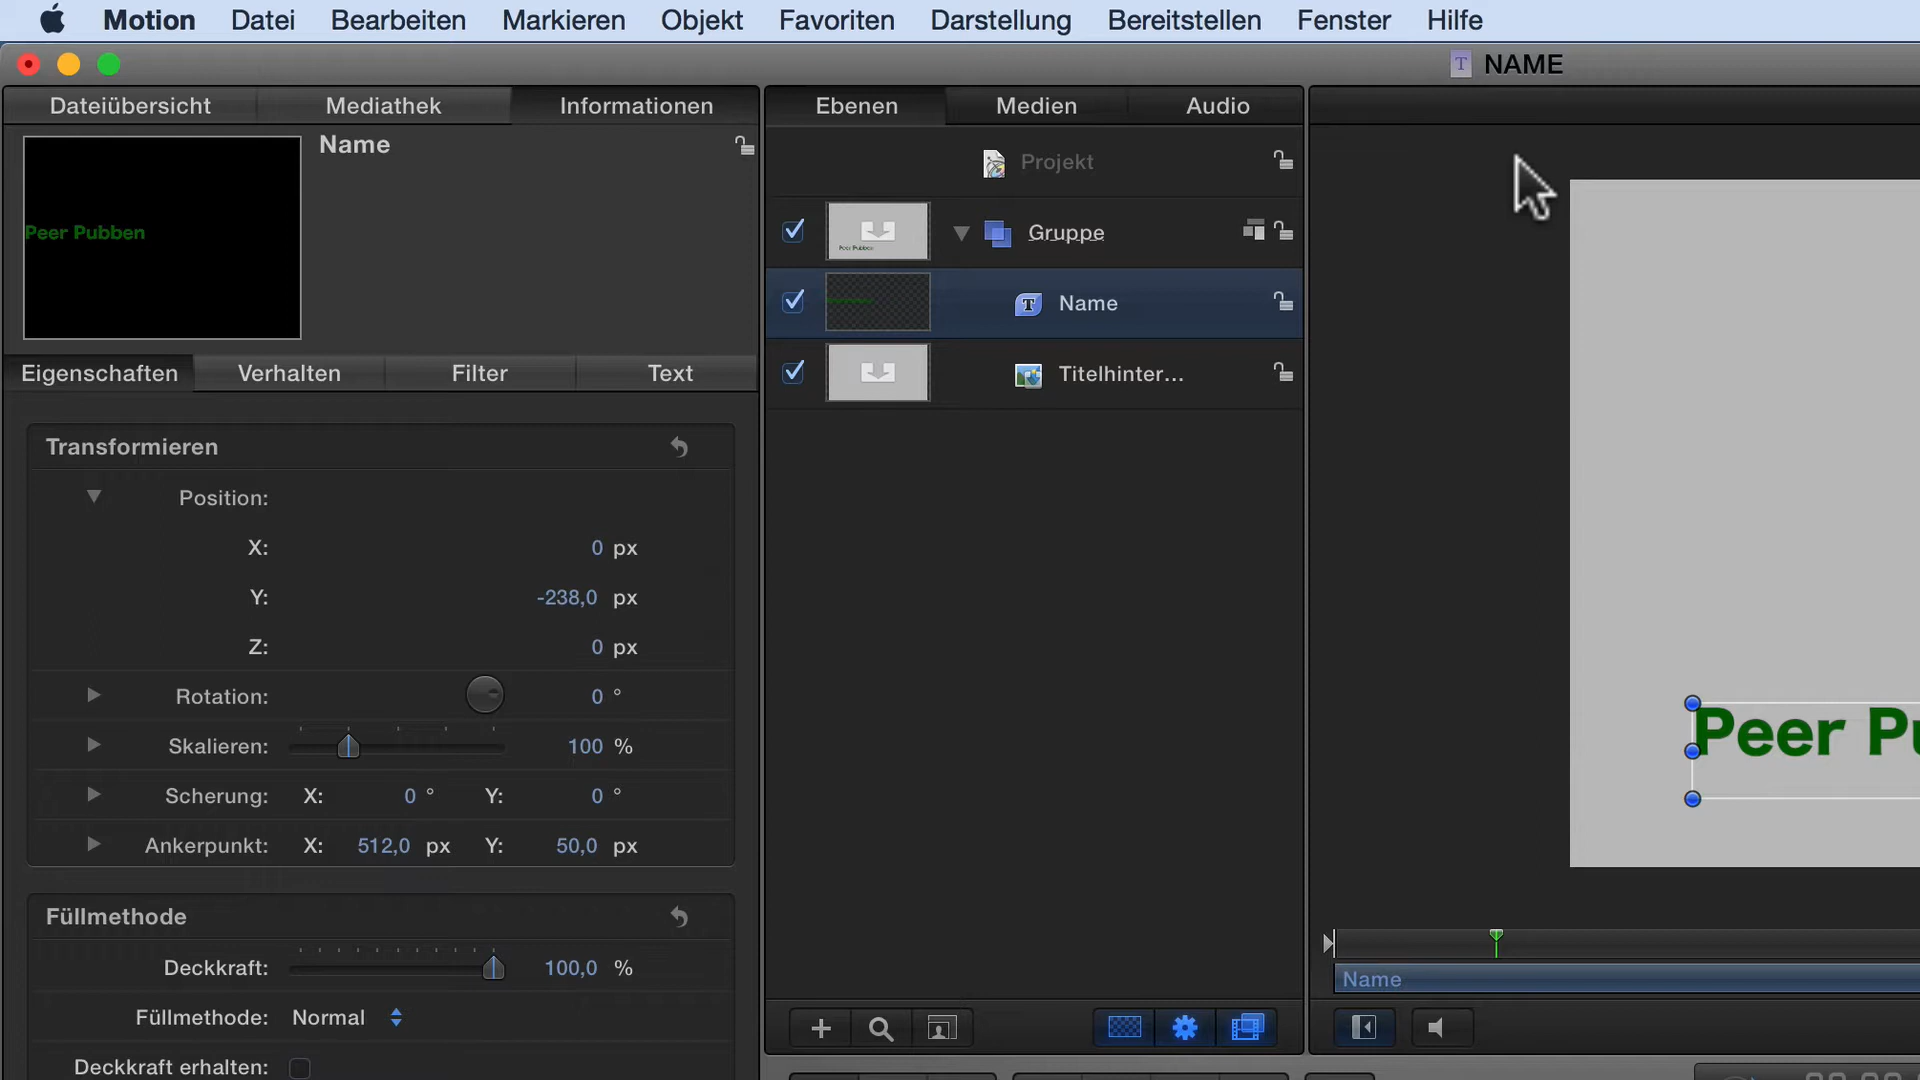 Motion Datei Bearbeiten Markieren Objekt Favoriten Darstellung Bereitstellen Fenster Hilfe
NAME
Dateiübersicht Mediathek Informationen
Ebenen Medien Audio
Name
Peer Pubben
Projekt
Gruppe
Name
Titelhinter...
Eigenschaften Verhalten Filter Text
Transformieren
Position:
X: 0 px
Y: -238,0 px
Z: 0 px
Rotation: 0 °
Skalieren: 100 %
Scherung: X: 0 ° Y: 0 °
Ankerpunkt: X: 512,0 px Y: 50,0 px
Füllmethode
Deckkraft: 100,0 %
Füllmethode: Normal
Deckkraft erhalten:
Peer Pu
Name